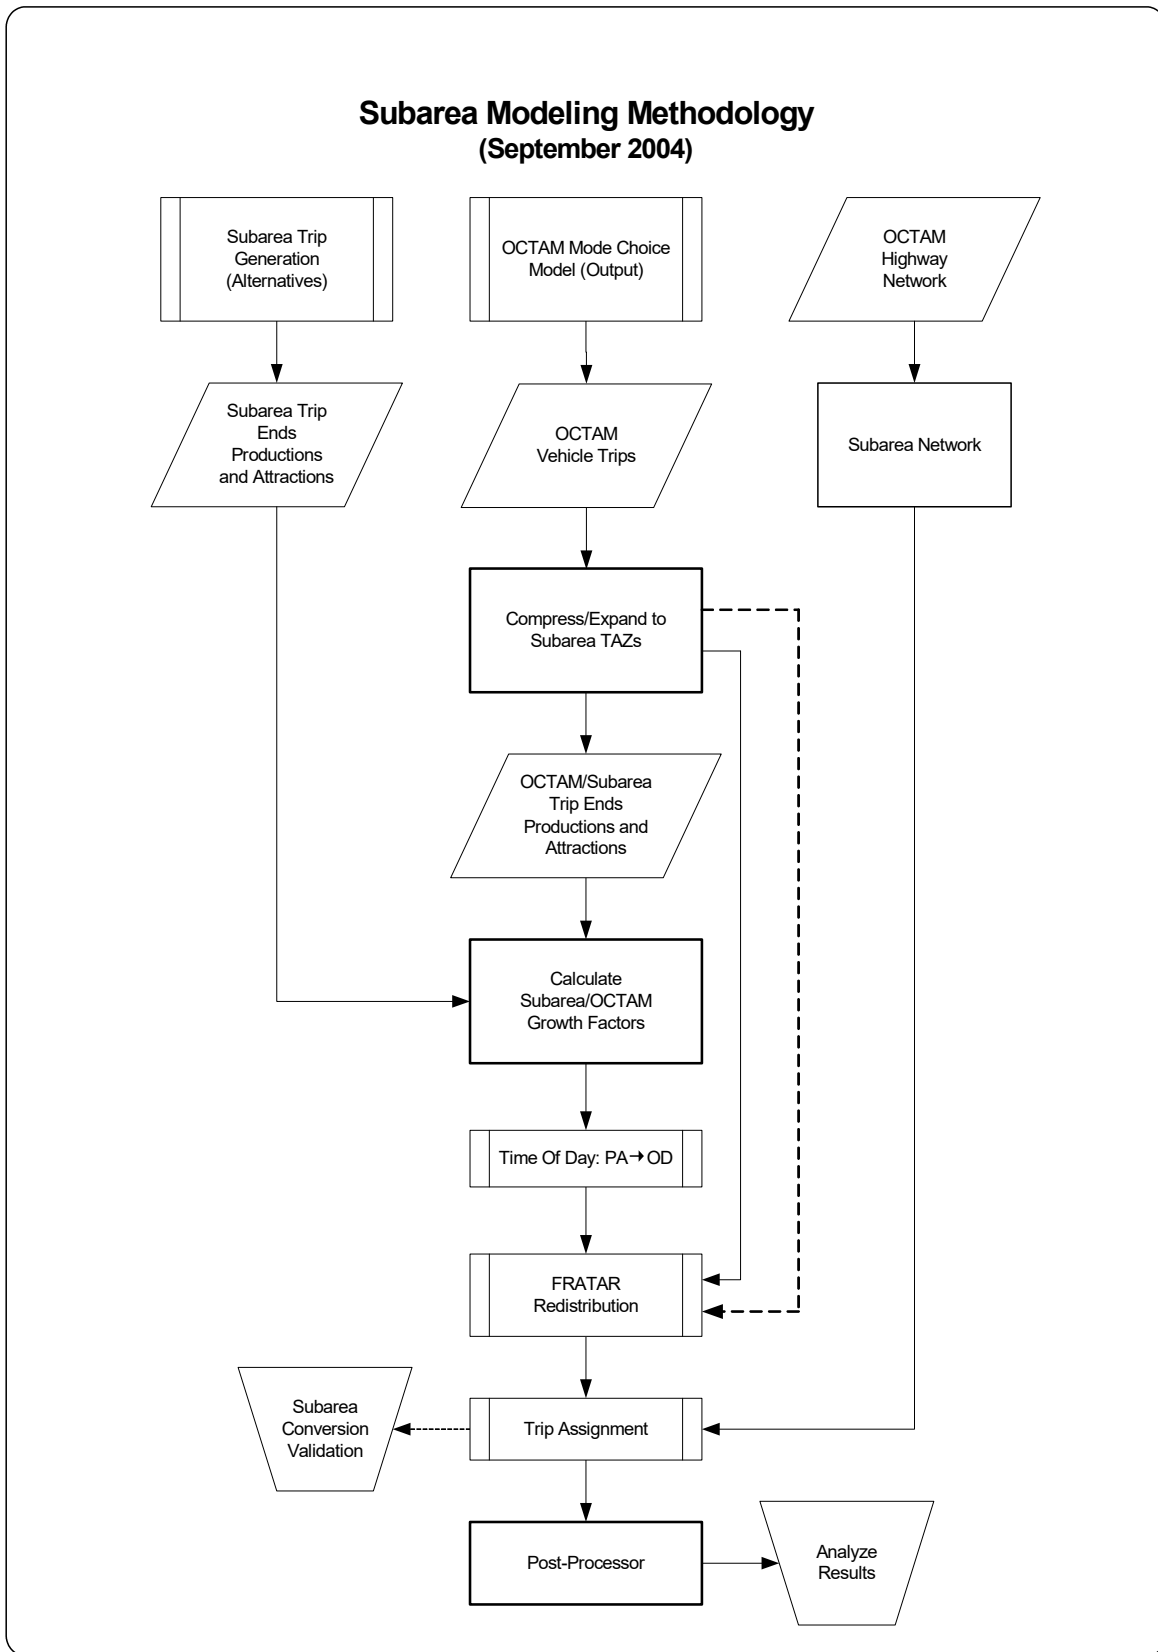 Subarea Modeling Methodology
(September 2004)
Subarea Trip
Generation
(Alternatives)
OCTAM Mode Choice
Model (Output)
OCTAM
Highway
Network
Subarea Trip
Ends
Productions
and Attractions
OCTAM
Vehicle Trips
Subarea Network
Compress/Expand to
Subarea TAZs
OCTAM/Subarea
Trip Ends
Productions and
Attractions
Calculate
Subarea/OCTAM
Growth Factors
Time Of Day: PA→OD
FRATAR
Redistribution
Subarea
Conversion
Validation
Trip Assignment
Post-Processor
Analyze
Results